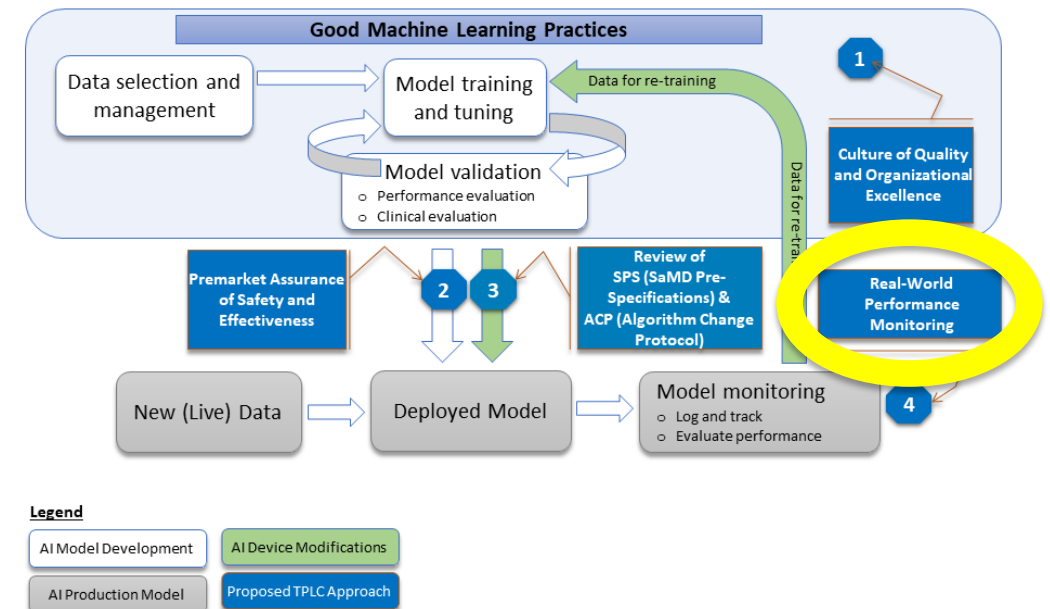 Good Machine Learning Practices
Data selection and
management
Model training
and tuning
Data for re-training
1
Model validation
o Performance evaluation
o Clinical evaluation
Data for re-trai
Culture of Quality
and Organizational
Excellence
Premarket Assurance
of Safety and
Effectiveness
2
3
Review of
SPS (SaMD Pre-
Specifications) &
ACP (Algorithm Change
Protocol)
Real-World
Performance
Monitoring
New (Live) Data
Deployed Model
Model monitoring
o Log and track
o Evaluate performance
4
Legend
AI Model Development
AI Device Modifications
AI Production Model
Proposed TPLC Approach